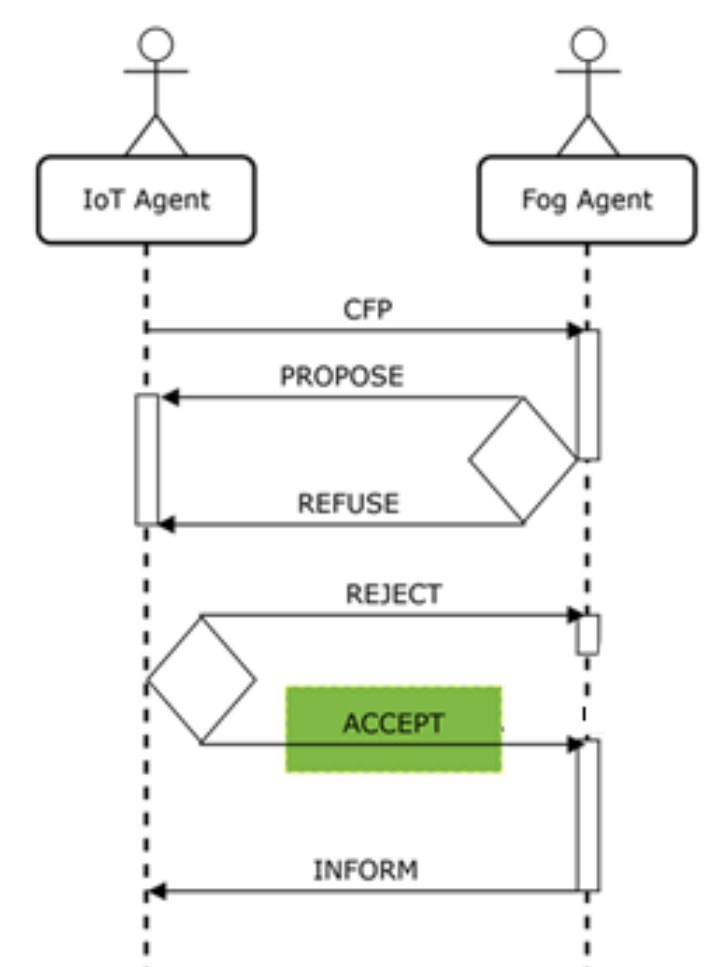 IoT Agent
Fog Agent
CFP
PROPOSE
REFUSE
REJECT
ACCEPT
INFORM